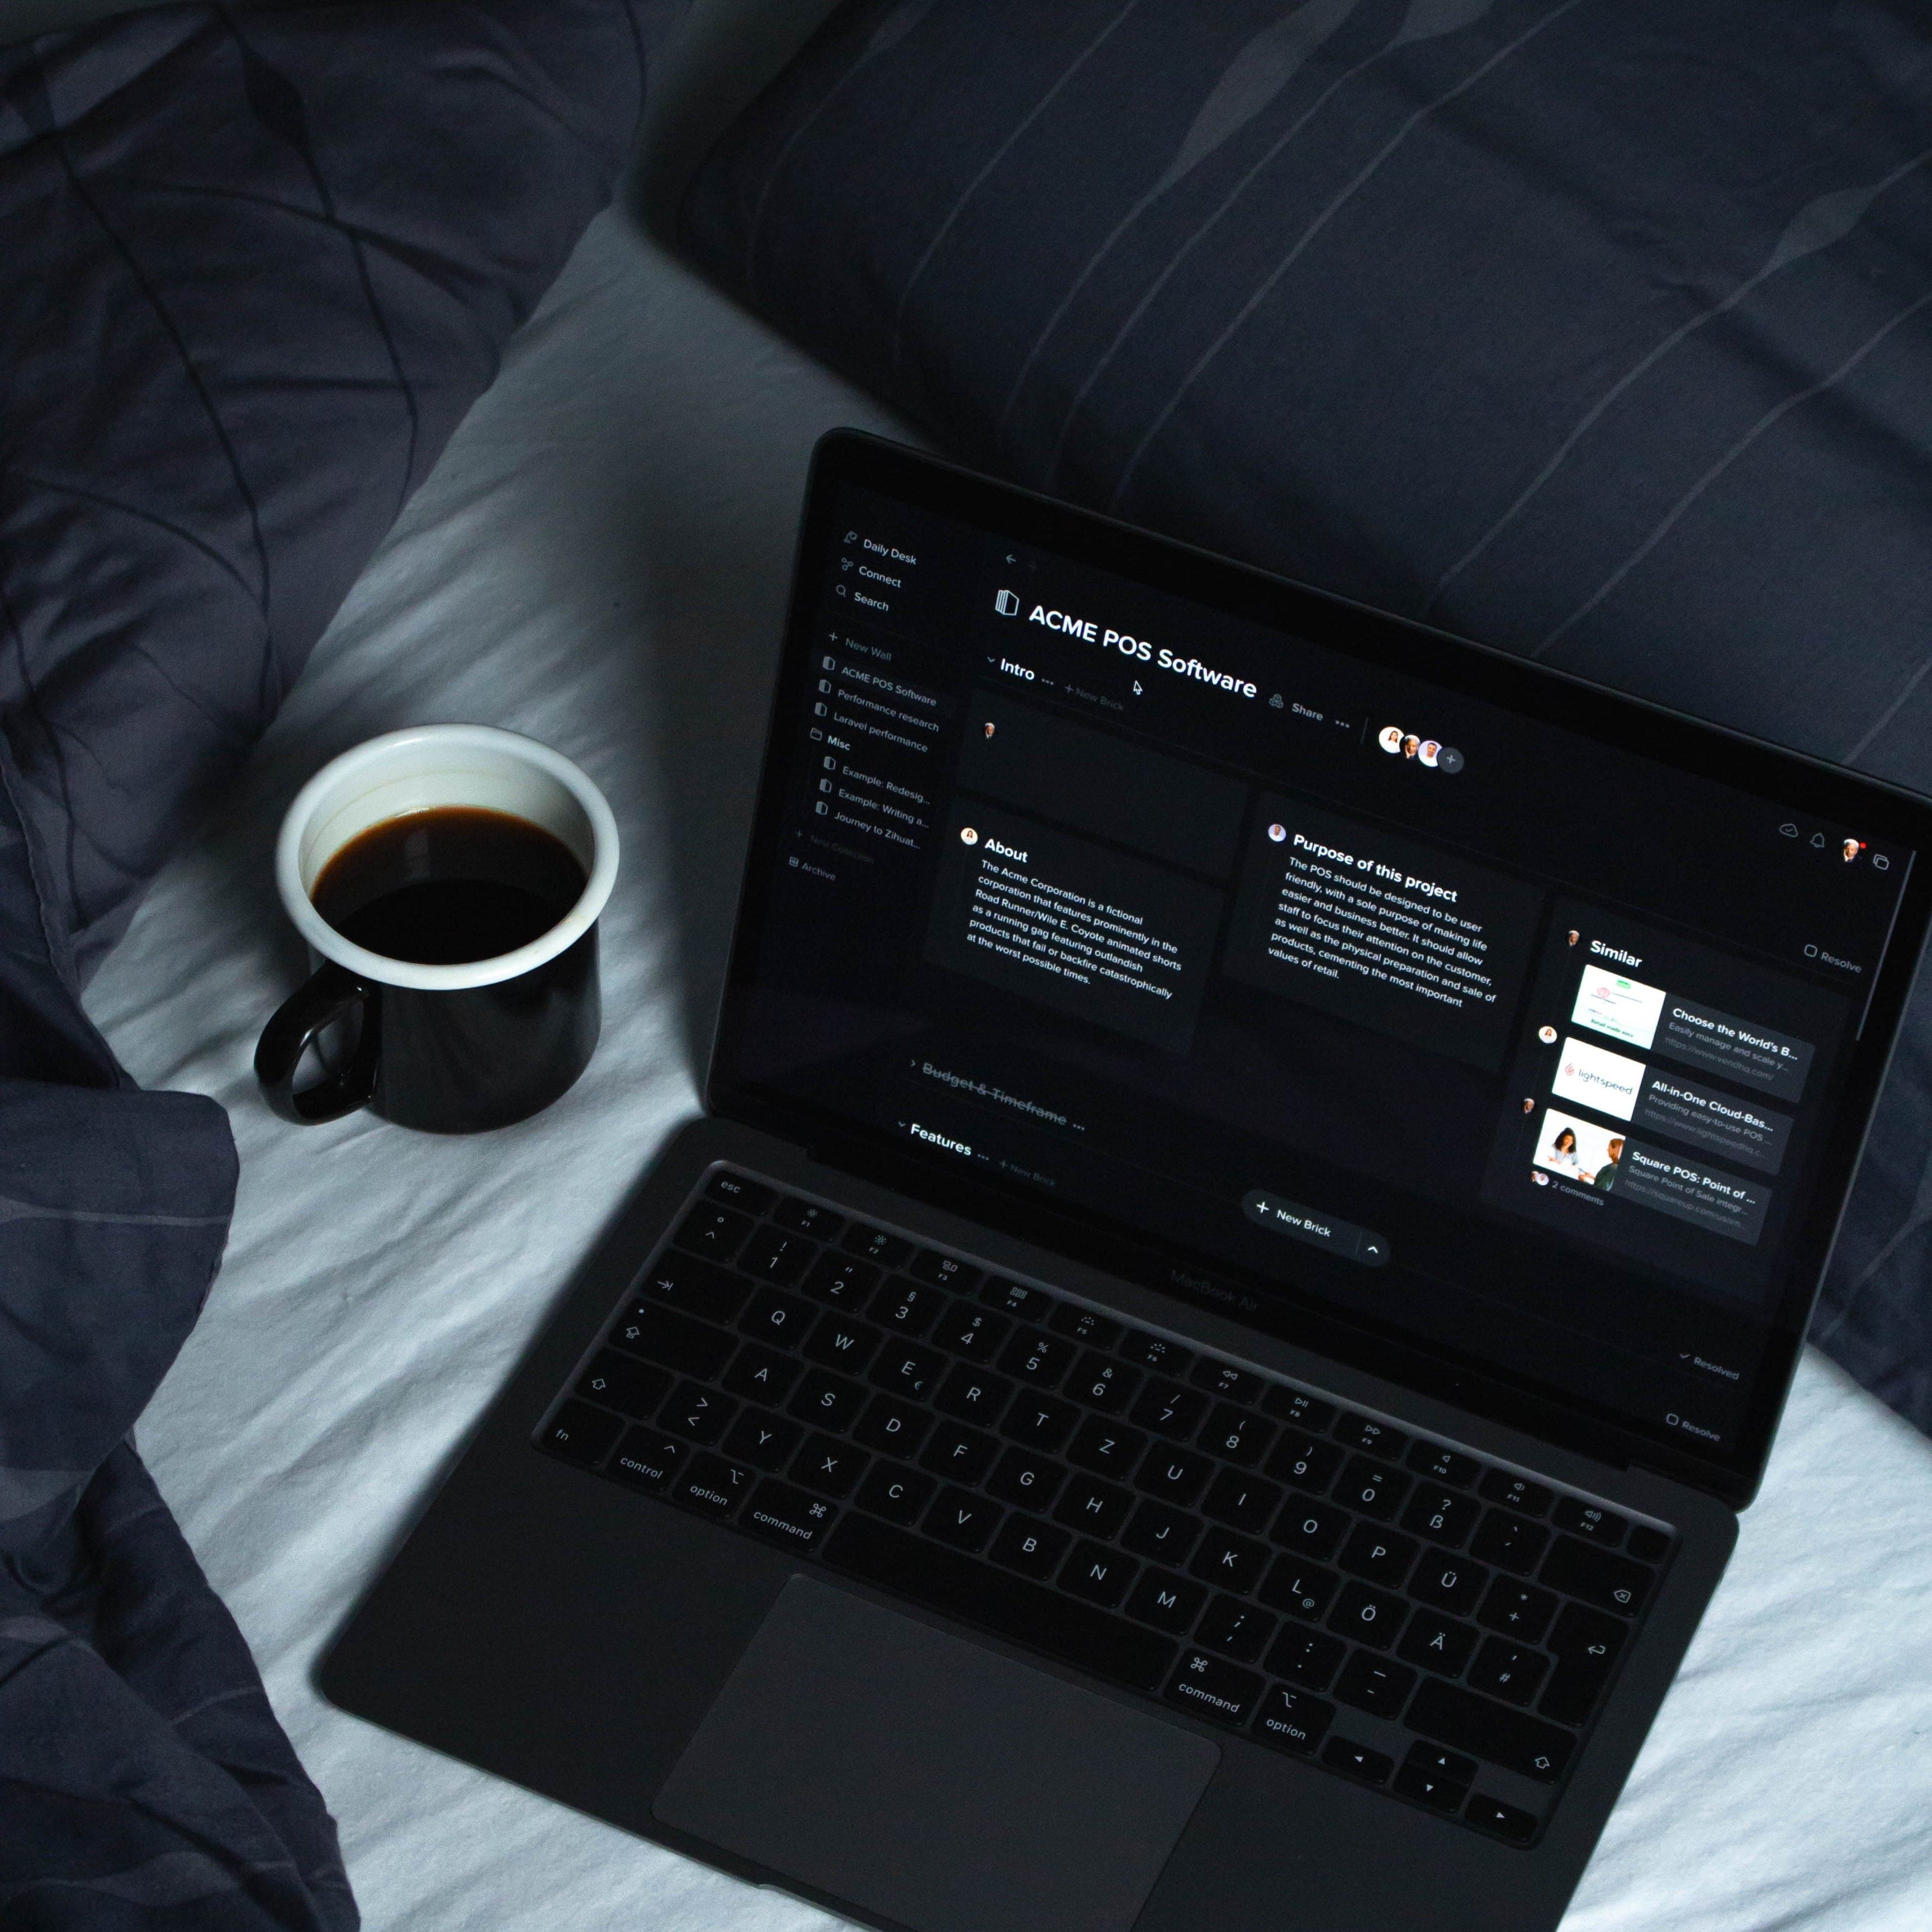 Daily Desk
Connect
Search
New Wall
ACME POS Software
Performance research
Laravel performance
Misc
Example: Redesig...
Example: Writing a...
Journey to Zihuat...
New Collection
Archive
ACME POS Software
Share
Intro ...
+ New Brick
About
The Acme Corporation is a fictional
corporation that features prominently in the
Road Runner/Wile E. Coyote animated shorts
as a running gag featuring outlandish
products that fail or backfire catastrophically
at the worst possible times.
Purpose of this project
The POS should be designed to be user
friendly, with a sole purpose of making life
easier and business better. It should allow
staff to focus their attention on the customer,
as well as the physical preparation and sale of
products, cementing the most important
values of retail.
Resolve
Similar
Choose the World's B...
Easily manage and scale y...
https://www.vendhq.com/
lightspeed
All-in-One Cloud-Bas...
Providing easy-to-use POS ...
https://www.lightspeedhq.c...
Square POS: Point of ...
Square Point of Sale integr...
https://squareup.com/us/en...
2 comments
Budget & Timeframe ...
Resolved
Features ...
+ New Brick
Resolve
+ New Brick
MacBook Air
esc F1 F2 F3 F4 F5 F6 F7 F8 F9 F10 F11 F12
° ! " § $ % & / ( ) = ? `
^ 1 2 3 4 5 6 7 8 9 0 ß ´
Q W E € R T Z U I O P Ü * +
A S D F G H J K L @ Ö Ä ' #
> < Y X C V B N M ; , : . _ -
fn control option command command option